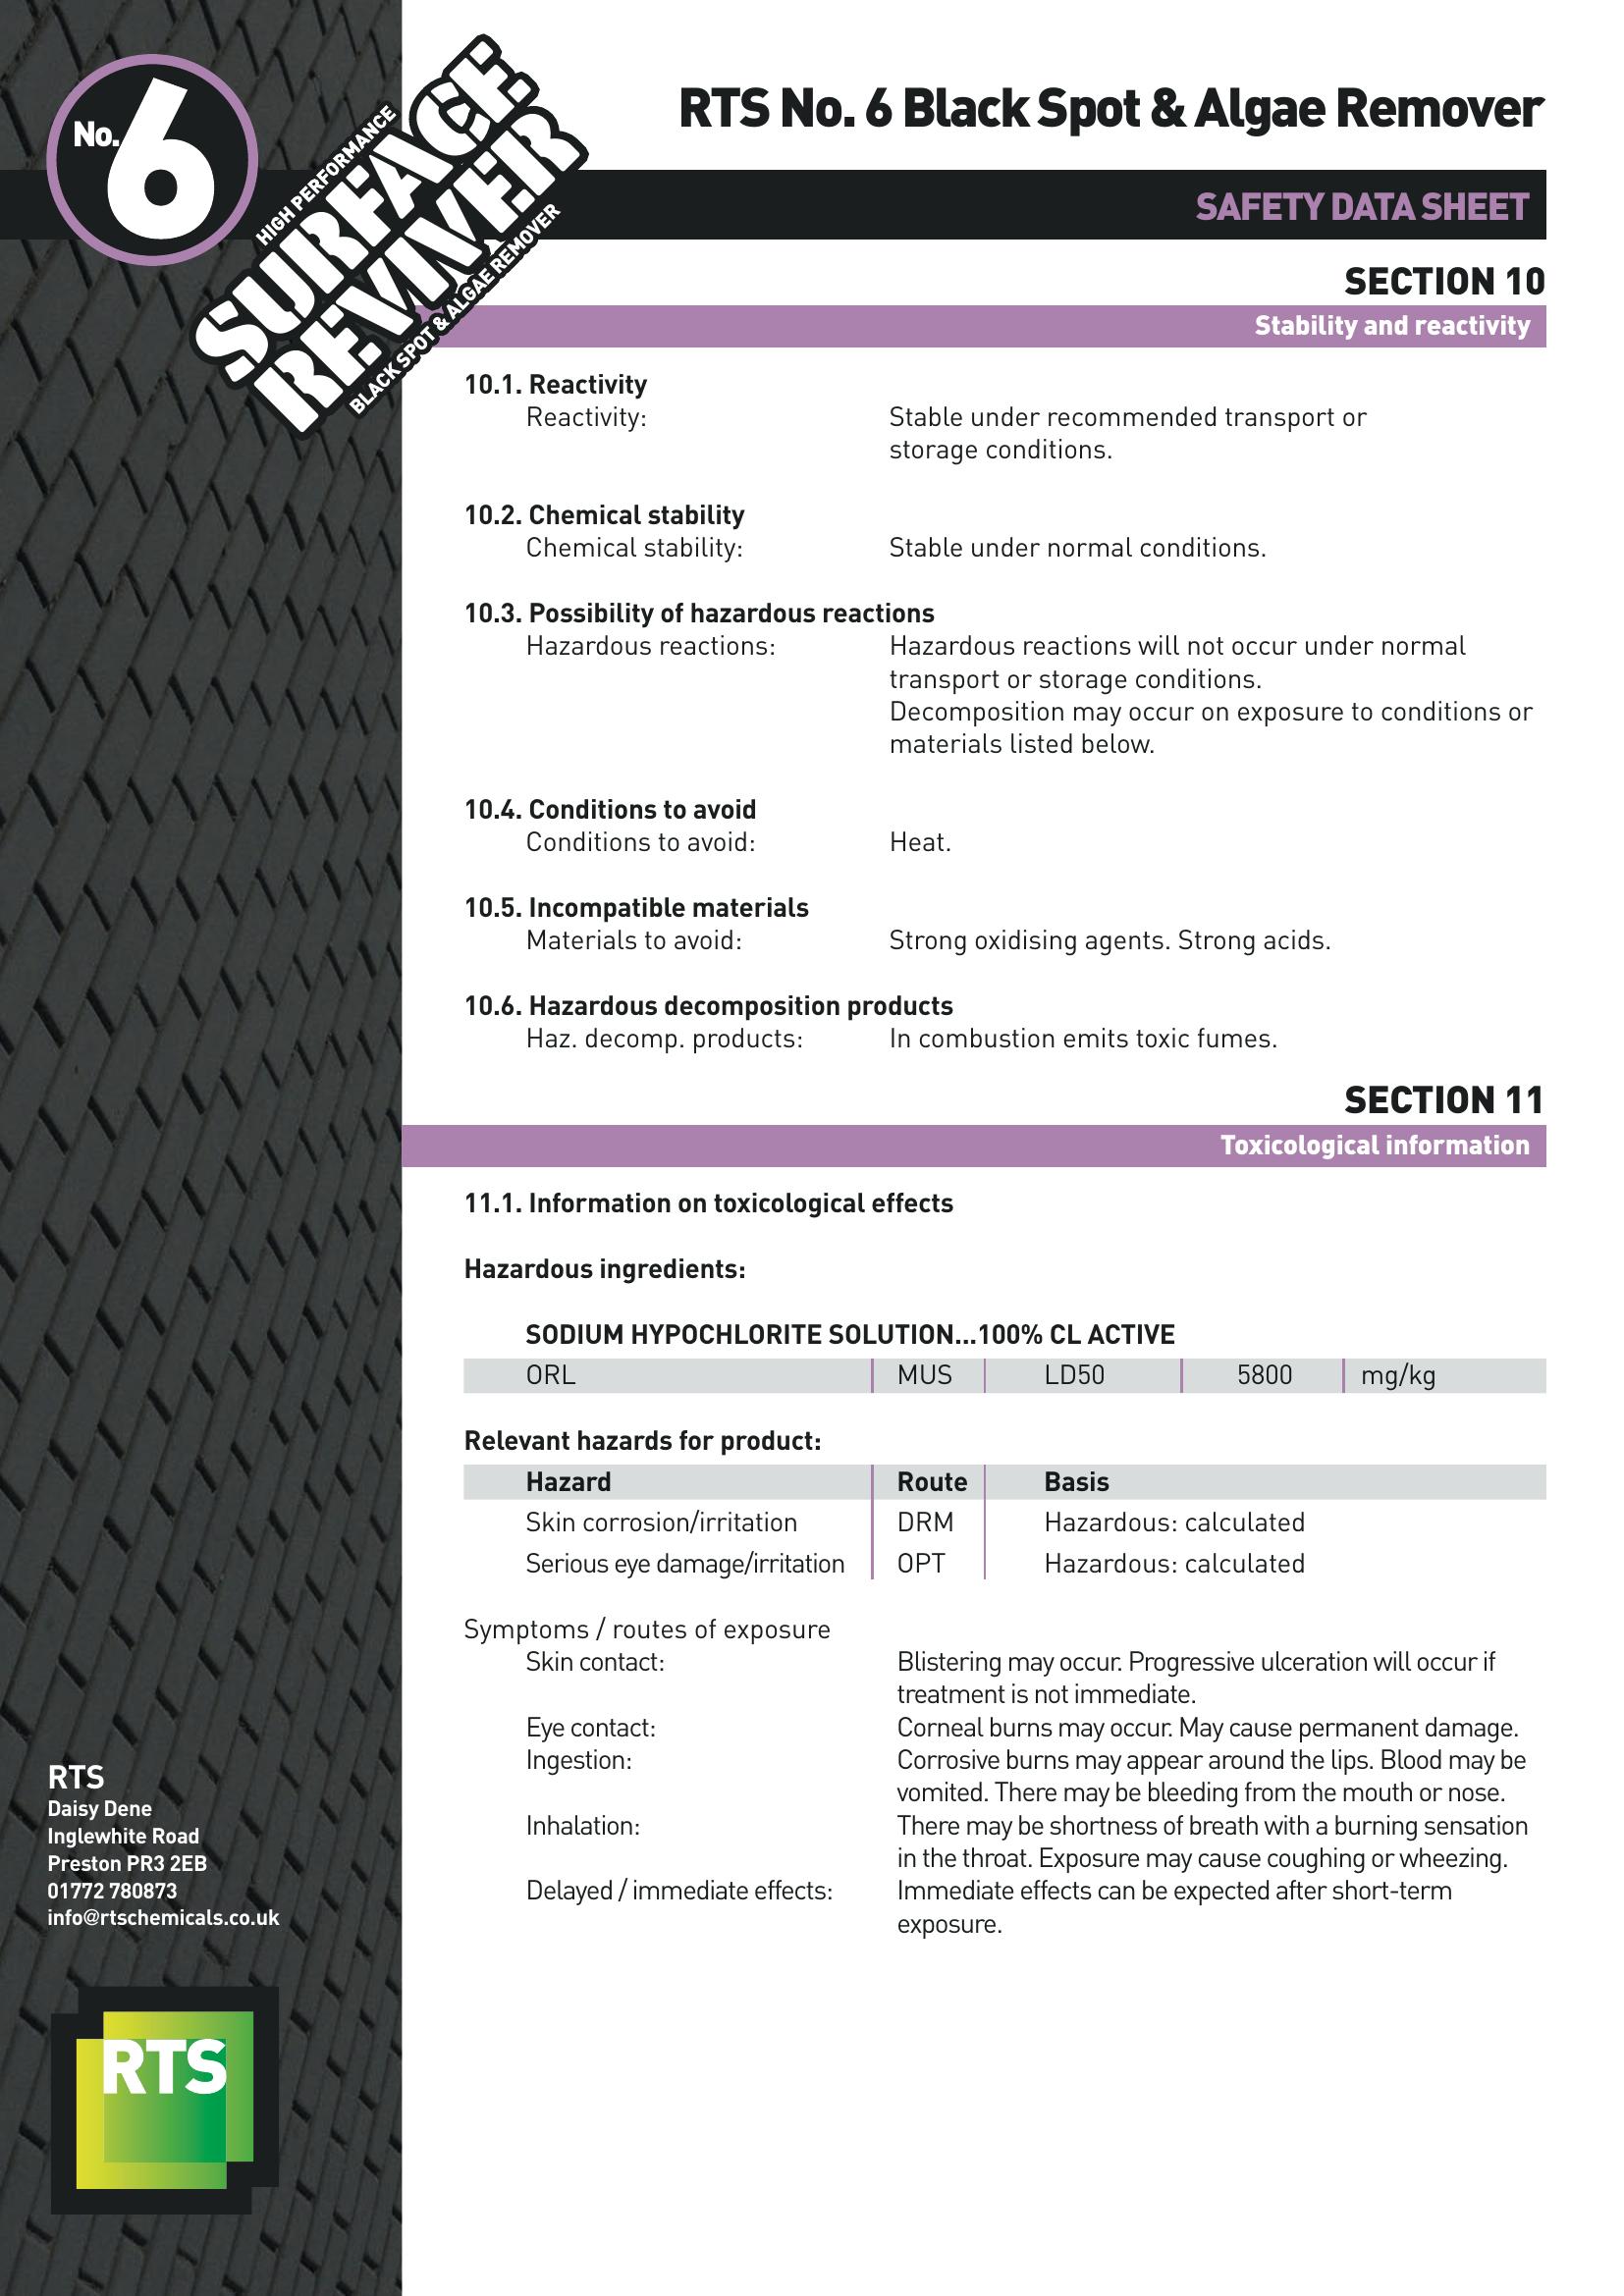 No. 6
HIGH PERFORMANCE
SURFACE
REVIVER
BLACK SPOT & ALGAE REMOVER
RTS No. 6 Black Spot & Algae Remover
SAFETY DATA SHEET
SECTION 10
Stability and reactivity
10.1. Reactivity
Reactivity: Stable under recommended transport or
storage conditions.
10.2. Chemical stability
Chemical stability: Stable under normal conditions.
10.3. Possibility of hazardous reactions
Hazardous reactions: Hazardous reactions will not occur under normal
transport or storage conditions.
Decomposition may occur on exposure to conditions or
materials listed below.
10.4. Conditions to avoid
Conditions to avoid: Heat.
10.5. Incompatible materials
Materials to avoid: Strong oxidising agents. Strong acids.
10.6. Hazardous decomposition products
Haz. decomp. products: In combustion emits toxic fumes.
SECTION 11
Toxicological information
11.1. Information on toxicological effects
Hazardous ingredients:
SODIUM HYPOCHLORITE SOLUTION...100% CL ACTIVE
ORL MUS LD50 5800 mg/kg
Relevant hazards for product:
Hazard Route Basis
Skin corrosion/irritation DRM Hazardous: calculated
Serious eye damage/irritation OPT Hazardous: calculated
Symptoms / routes of exposure
Skin contact: Blistering may occur. Progressive ulceration will occur if
treatment is not immediate.
Eye contact: Corneal burns may occur. May cause permanent damage.
Ingestion: Corrosive burns may appear around the lips. Blood may be
vomited. There may be bleeding from the mouth or nose.
Inhalation: There may be shortness of breath with a burning sensation
in the throat. Exposure may cause coughing or wheezing.
Delayed / immediate effects: Immediate effects can be expected after short-term
exposure.
RTS
Daisy Dene
Inglewhite Road
Preston PR3 2EB
01772 780873
info@rtschemicals.co.uk
RTS